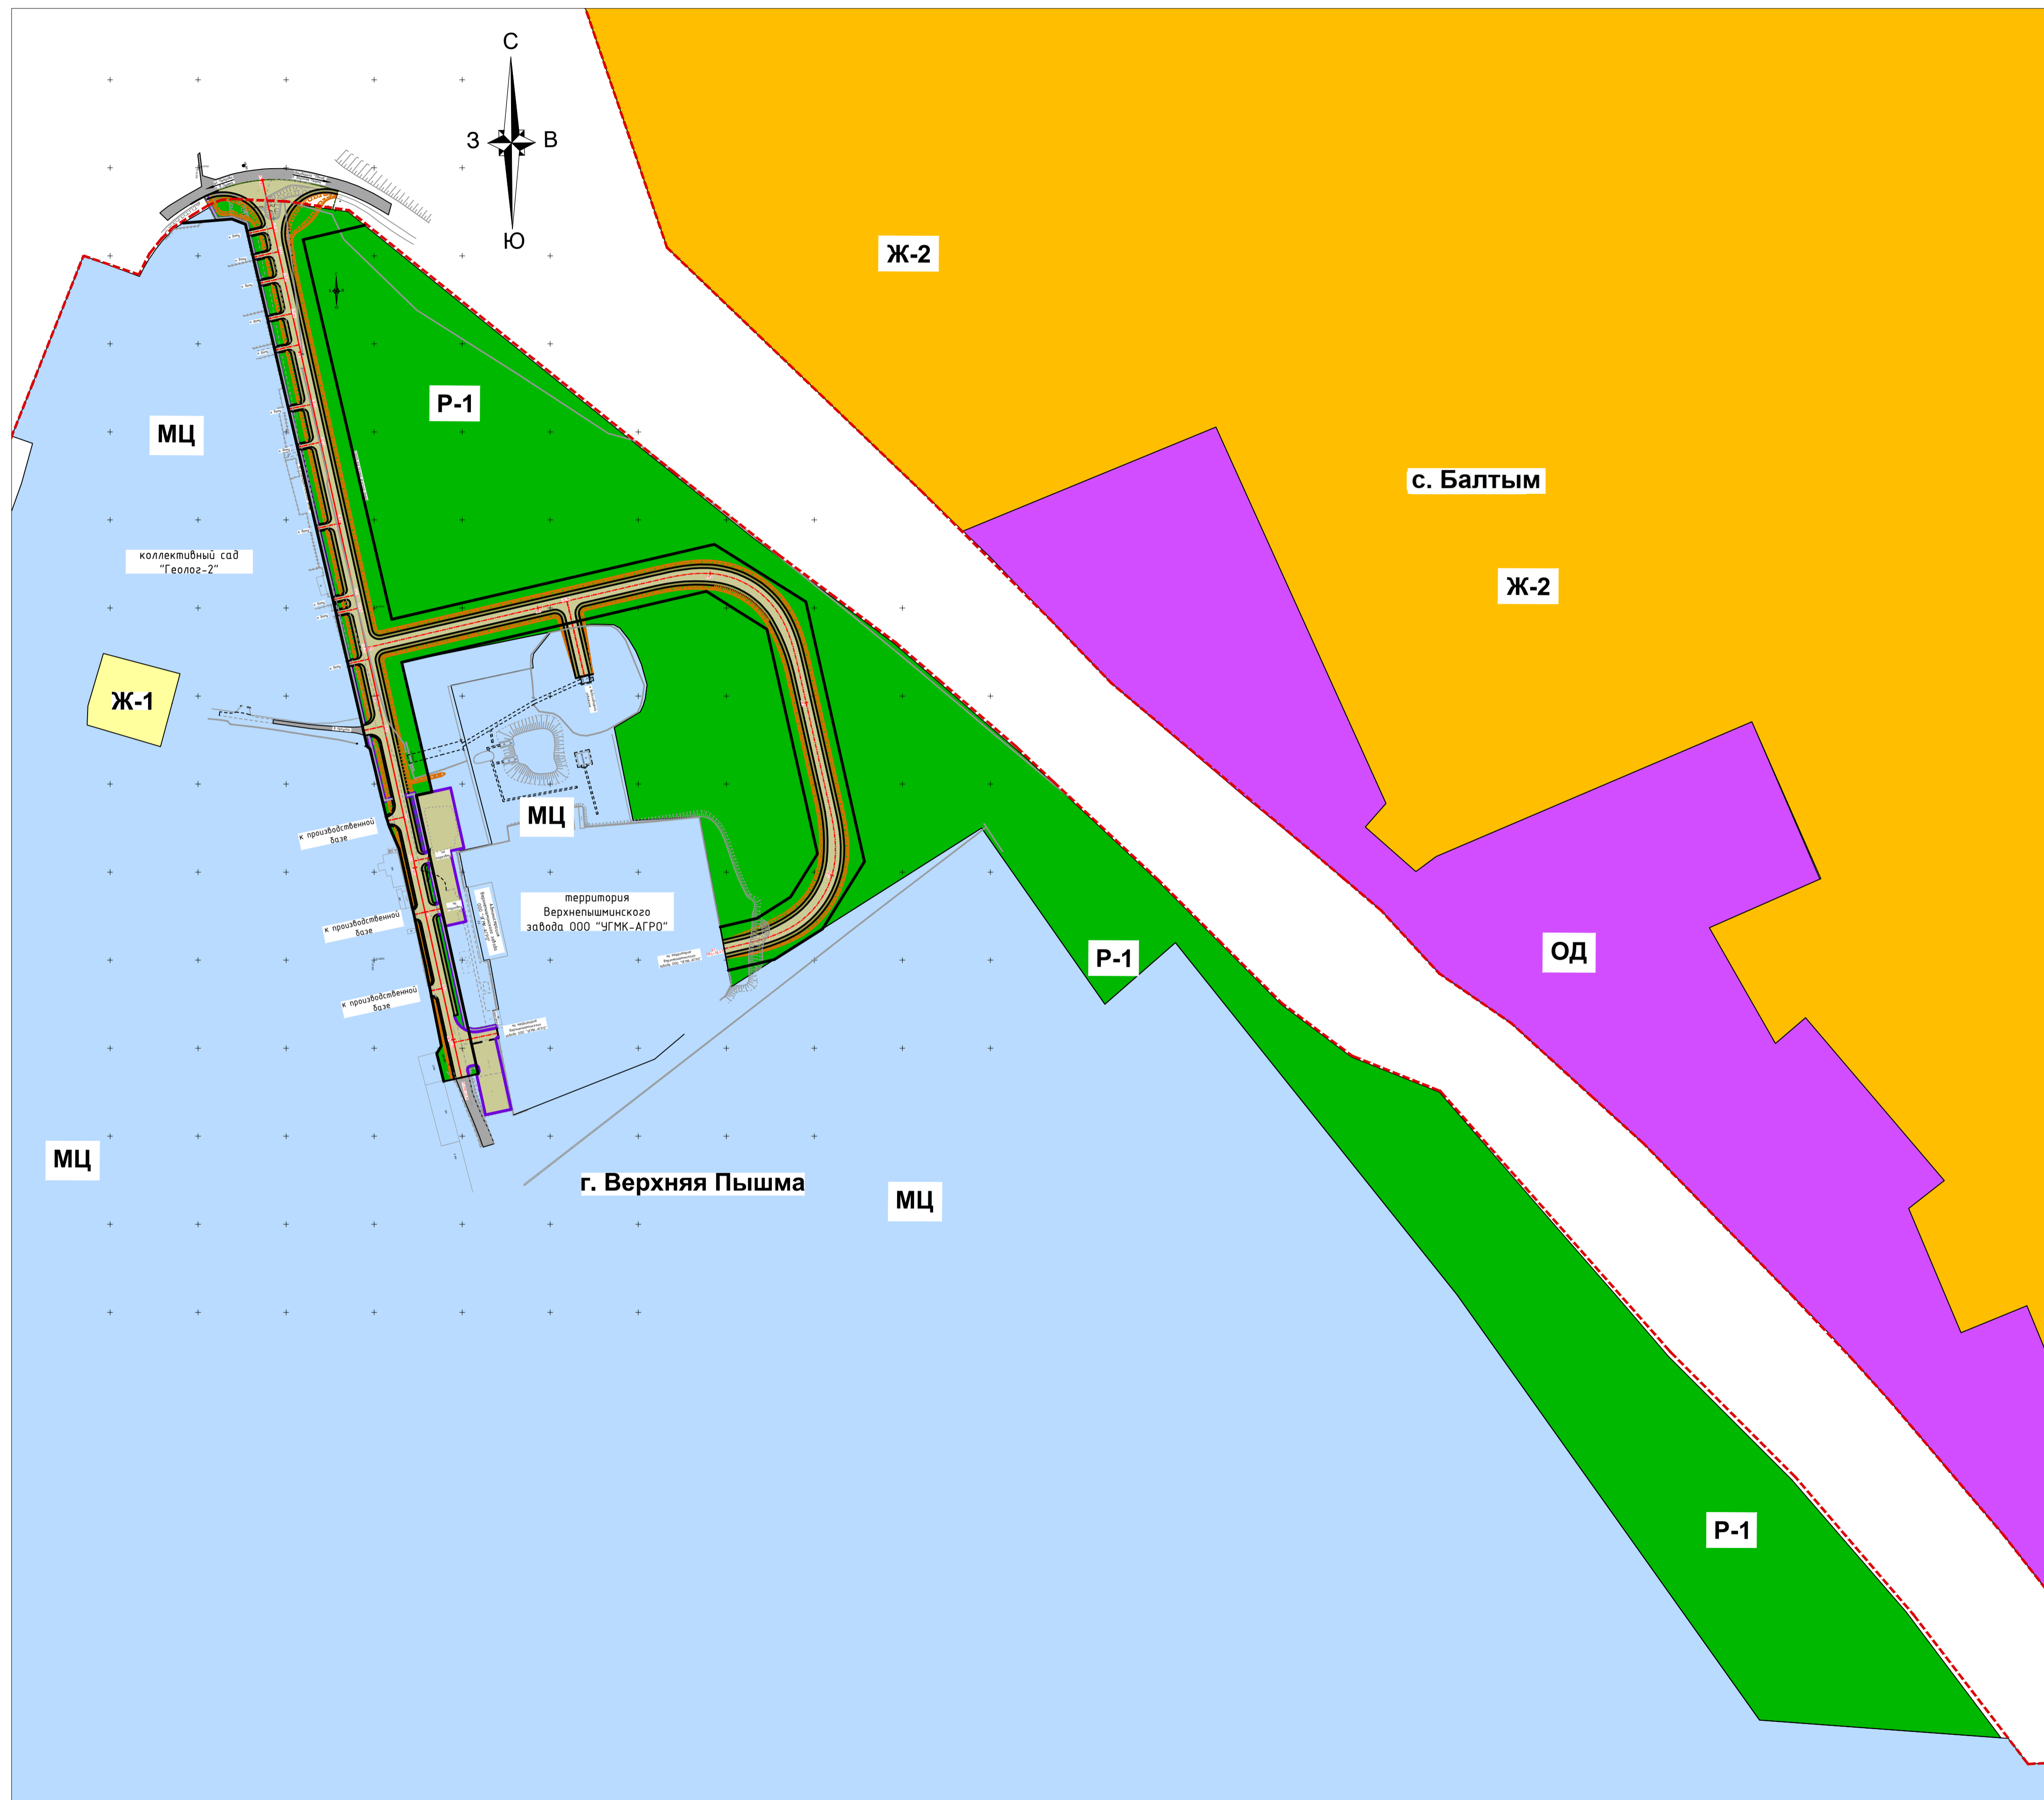 С
З
В
Ю
Ж-2
Р-1
МЦ
с. Балтым
коллективный сад
"Геолог-2"
Ж-2
Ж-1
МЦ
к производственной
базе
территория
Верхнепышминского
завода ООО "УГМК-АГРО"
к производственной
базе
ОД
Р-1
к производственной
базе
МЦ
г. Верхняя Пышма
МЦ
Р-1